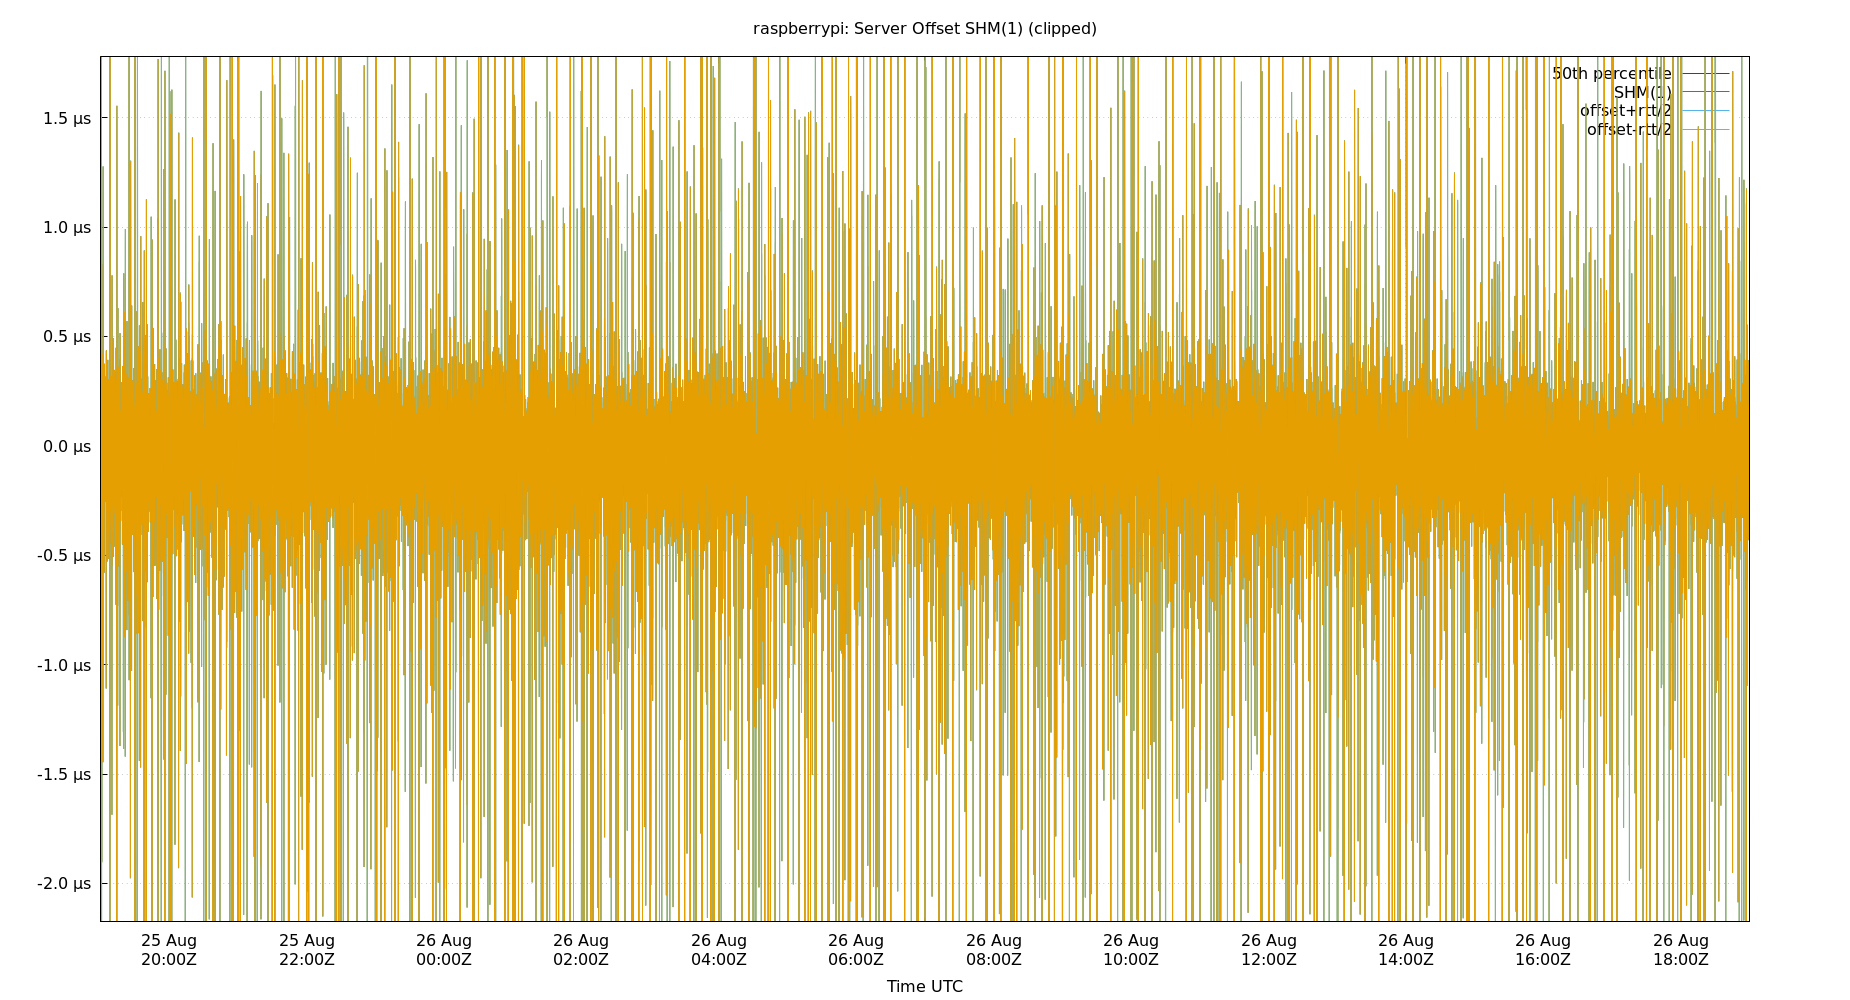 raspberrypi: Server Offset SHM(1) (clipped)
50th percentile
SHM(1)
offset+rtt/2
offset-rtt/2
1.5 µs
1.0 µs
0.5 µs
0.0 µs
-0.5 µs
-1.0 µs
-1.5 µs
-2.0 µs
25 Aug 25 Aug 26 Aug 26 Aug 26 Aug 26 Aug 26 Aug 26 Aug 26 Aug 26 Aug 26 Aug 26 Aug
20:00Z 22:00Z 00:00Z 02:00Z 04:00Z 06:00Z 08:00Z 10:00Z 12:00Z 14:00Z 16:00Z 18:00Z
Time UTC